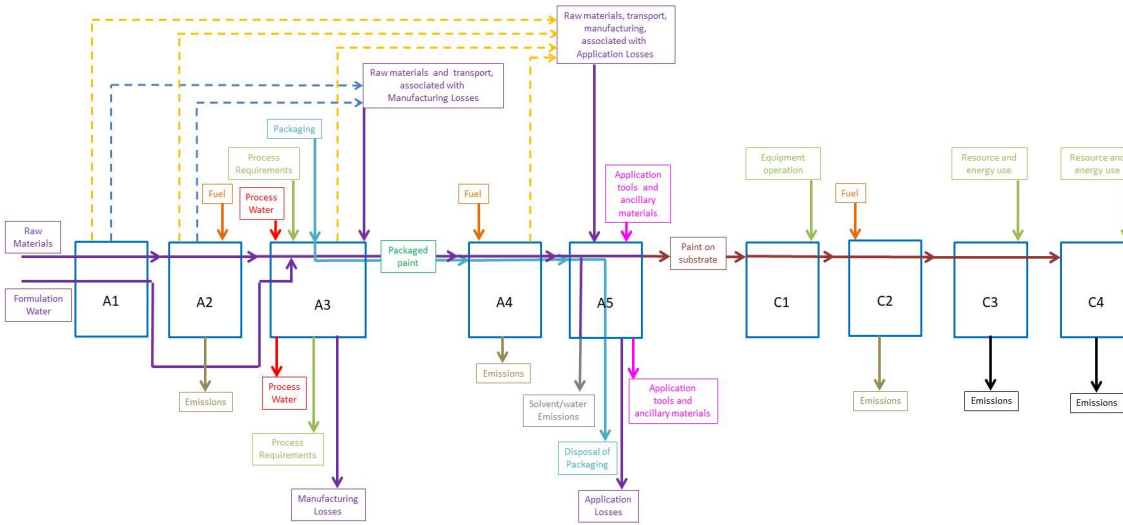 Raw materials, transport,
manufacturing,
associated with
Application Losses
Raw materials and transport,
associated with
Manufacturing Losses
Packaging
Process
Requirements
Fuel
Process
Water
Fuel
Application
tools and
ancillary
materials
Equipment
operation
Fuel
Resource and
energy use
Resource and
energy use
Raw
Materials
Packaged
paint
Paint on
substrate
Formulation
Water
A1
A2
A3
A4
A5
C1
C2
C3
C4
Emissions
Process
Water
Process
Requirements
Manufacturing
Losses
Emissions
Solvent/water
Emissions
Application
tools and
ancillary materials
Disposal of
Packaging
Application
Losses
Emissions
Emissions
Emissions